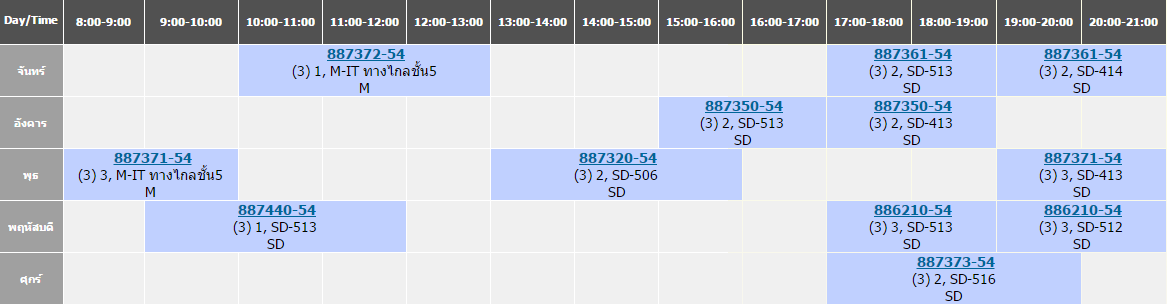 Day/Time 8:00-9:00 9:00-10:00 10:00-11:00 11:00-12:00 12:00-13:00 13:00-14:00 14:00-15:00 15:00-16:00 16:00-17:00 17:00-18:00 18:00-19:00 19:00-20:00 20:00-21:00
จันทร์
887372-54
(3) 1, M-IT ทางไกลชั้น5
M
887361-54
(3) 2, SD-513
SD
887361-54
(3) 2, SD-414
SD
อังคาร
887350-54
(3) 2, SD-513
SD
887350-54
(3) 2, SD-413
SD
พุธ
887371-54
(3) 3, M-IT ทางไกลชั้น5
M
887320-54
(3) 2, SD-506
SD
887371-54
(3) 3, SD-413
SD
พฤหัสบดี
887440-54
(3) 1, SD-513
SD
886210-54
(3) 3, SD-513
SD
886210-54
(3) 3, SD-512
SD
ศุกร์
887373-54
(3) 2, SD-516
SD